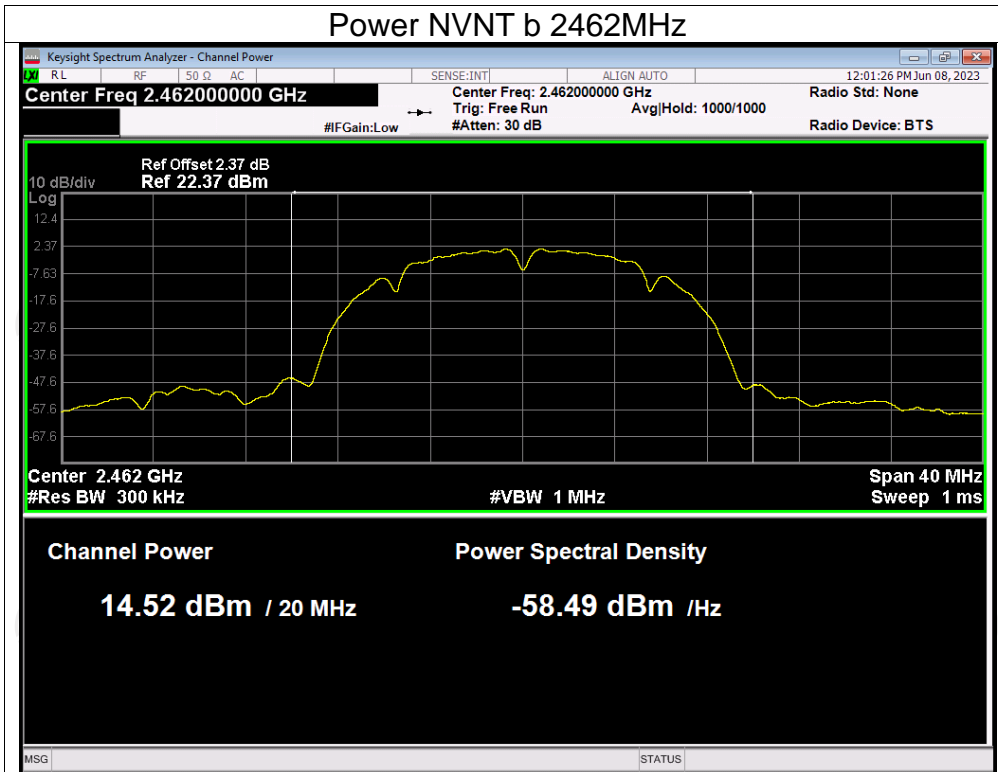 Power NVNT b 2462MHz
Keysight Spectrum Analyzer - Channel Power
LXI RL RF 50 Ω AC SENSE:INT ALIGN AUTO 12:01:26 PM Jun 08, 2023
Center Freq 2.462000000 GHz Center Freq: 2.462000000 GHz Radio Std: None
Trig: Free Run Avg|Hold: 1000/1000
#IFGain:Low #Atten: 30 dB Radio Device: BTS
Ref Offset 2.37 dB
10 dB/div Ref 22.37 dBm
Log
12.4
2.37
-7.63
-17.6
-27.6
-37.6
-47.6
-57.6
-67.6
Center 2.462 GHz Span 40 MHz
#Res BW 300 kHz #VBW 1 MHz Sweep 1 ms
Channel Power Power Spectral Density
14.52 dBm / 20 MHz -58.49 dBm /Hz
MSG STATUS